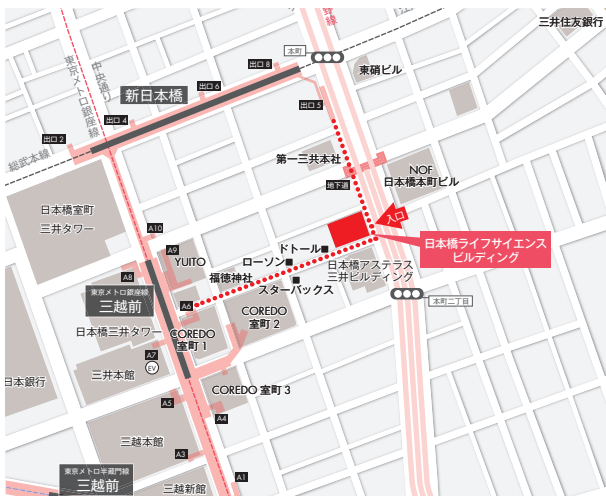 三井住友銀行
本町
昭和通り
東硝ビル
出口 8
出口 6
新日本橋
出口 5
出口 4
出口 2
中央通り
東京メトロ銀座線
総武本線
第一三共本社
地下道
NOF
日本橋本町ビル
入口
日本橋ライフサイエンス
ビルディング
日本橋室町
三井タワー
A10
A9
YUITO
ドトール
ローソン
福徳神社
スターバックス
日本橋アステラス
三井ビルディング
本町二丁目
A8
東京メトロ銀座線
三越前
A6
COREDO
室町 2
COREDO
室町 1
日本橋三井タワー
A7
EV
三井本館
日本銀行
COREDO 室町 3
A5
A4
三越本館
A3
東京メトロ半蔵門線
三越前
A1
三越新館